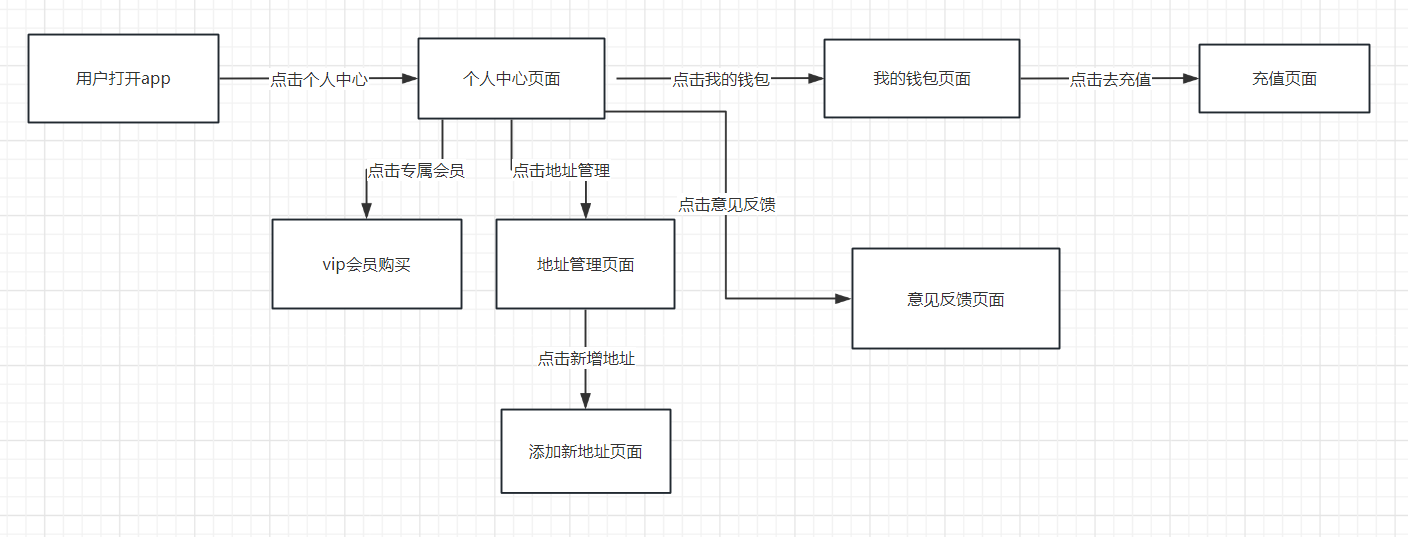 用户打开app
点击个人中心
个人中心页面
点击我的钱包
我的钱包页面
点击去充值
充值页面
点击专属会员
点击地址管理
点击意见反馈
vip会员购买
地址管理页面
意见反馈页面
点击新增地址
添加新地址页面